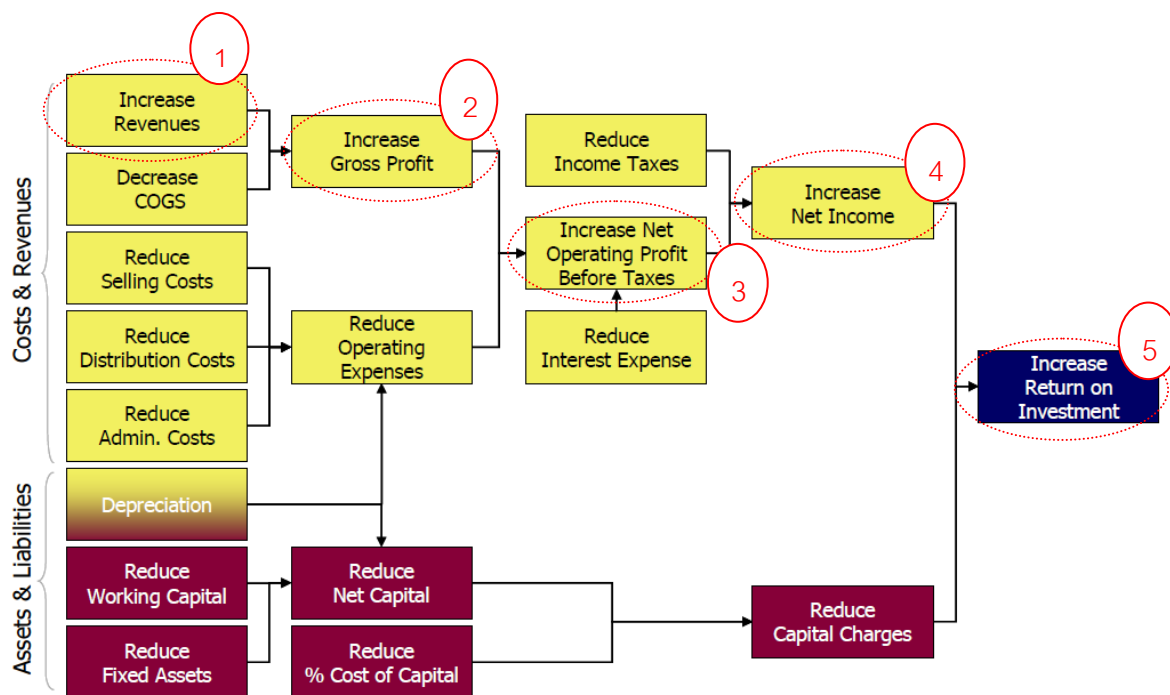 Costs & Revenues
Assets & Liabilities
1
Increase
Revenues
Decrease
COGS
Reduce
Selling Costs
Reduce
Distribution Costs
Reduce
Admin. Costs
Depreciation
Reduce
Working Capital
Reduce
Fixed Assets
2
Increase
Gross Profit
Reduce
Operating
Expenses
Reduce
Net Capital
Reduce
% Cost of Capital
Reduce
Income Taxes
Increase Net
Operating Profit
Before Taxes
3
Reduce
Interest Expense
4
Increase
Net Income
Reduce
Capital Charges
5
Increase
Return on
Investment